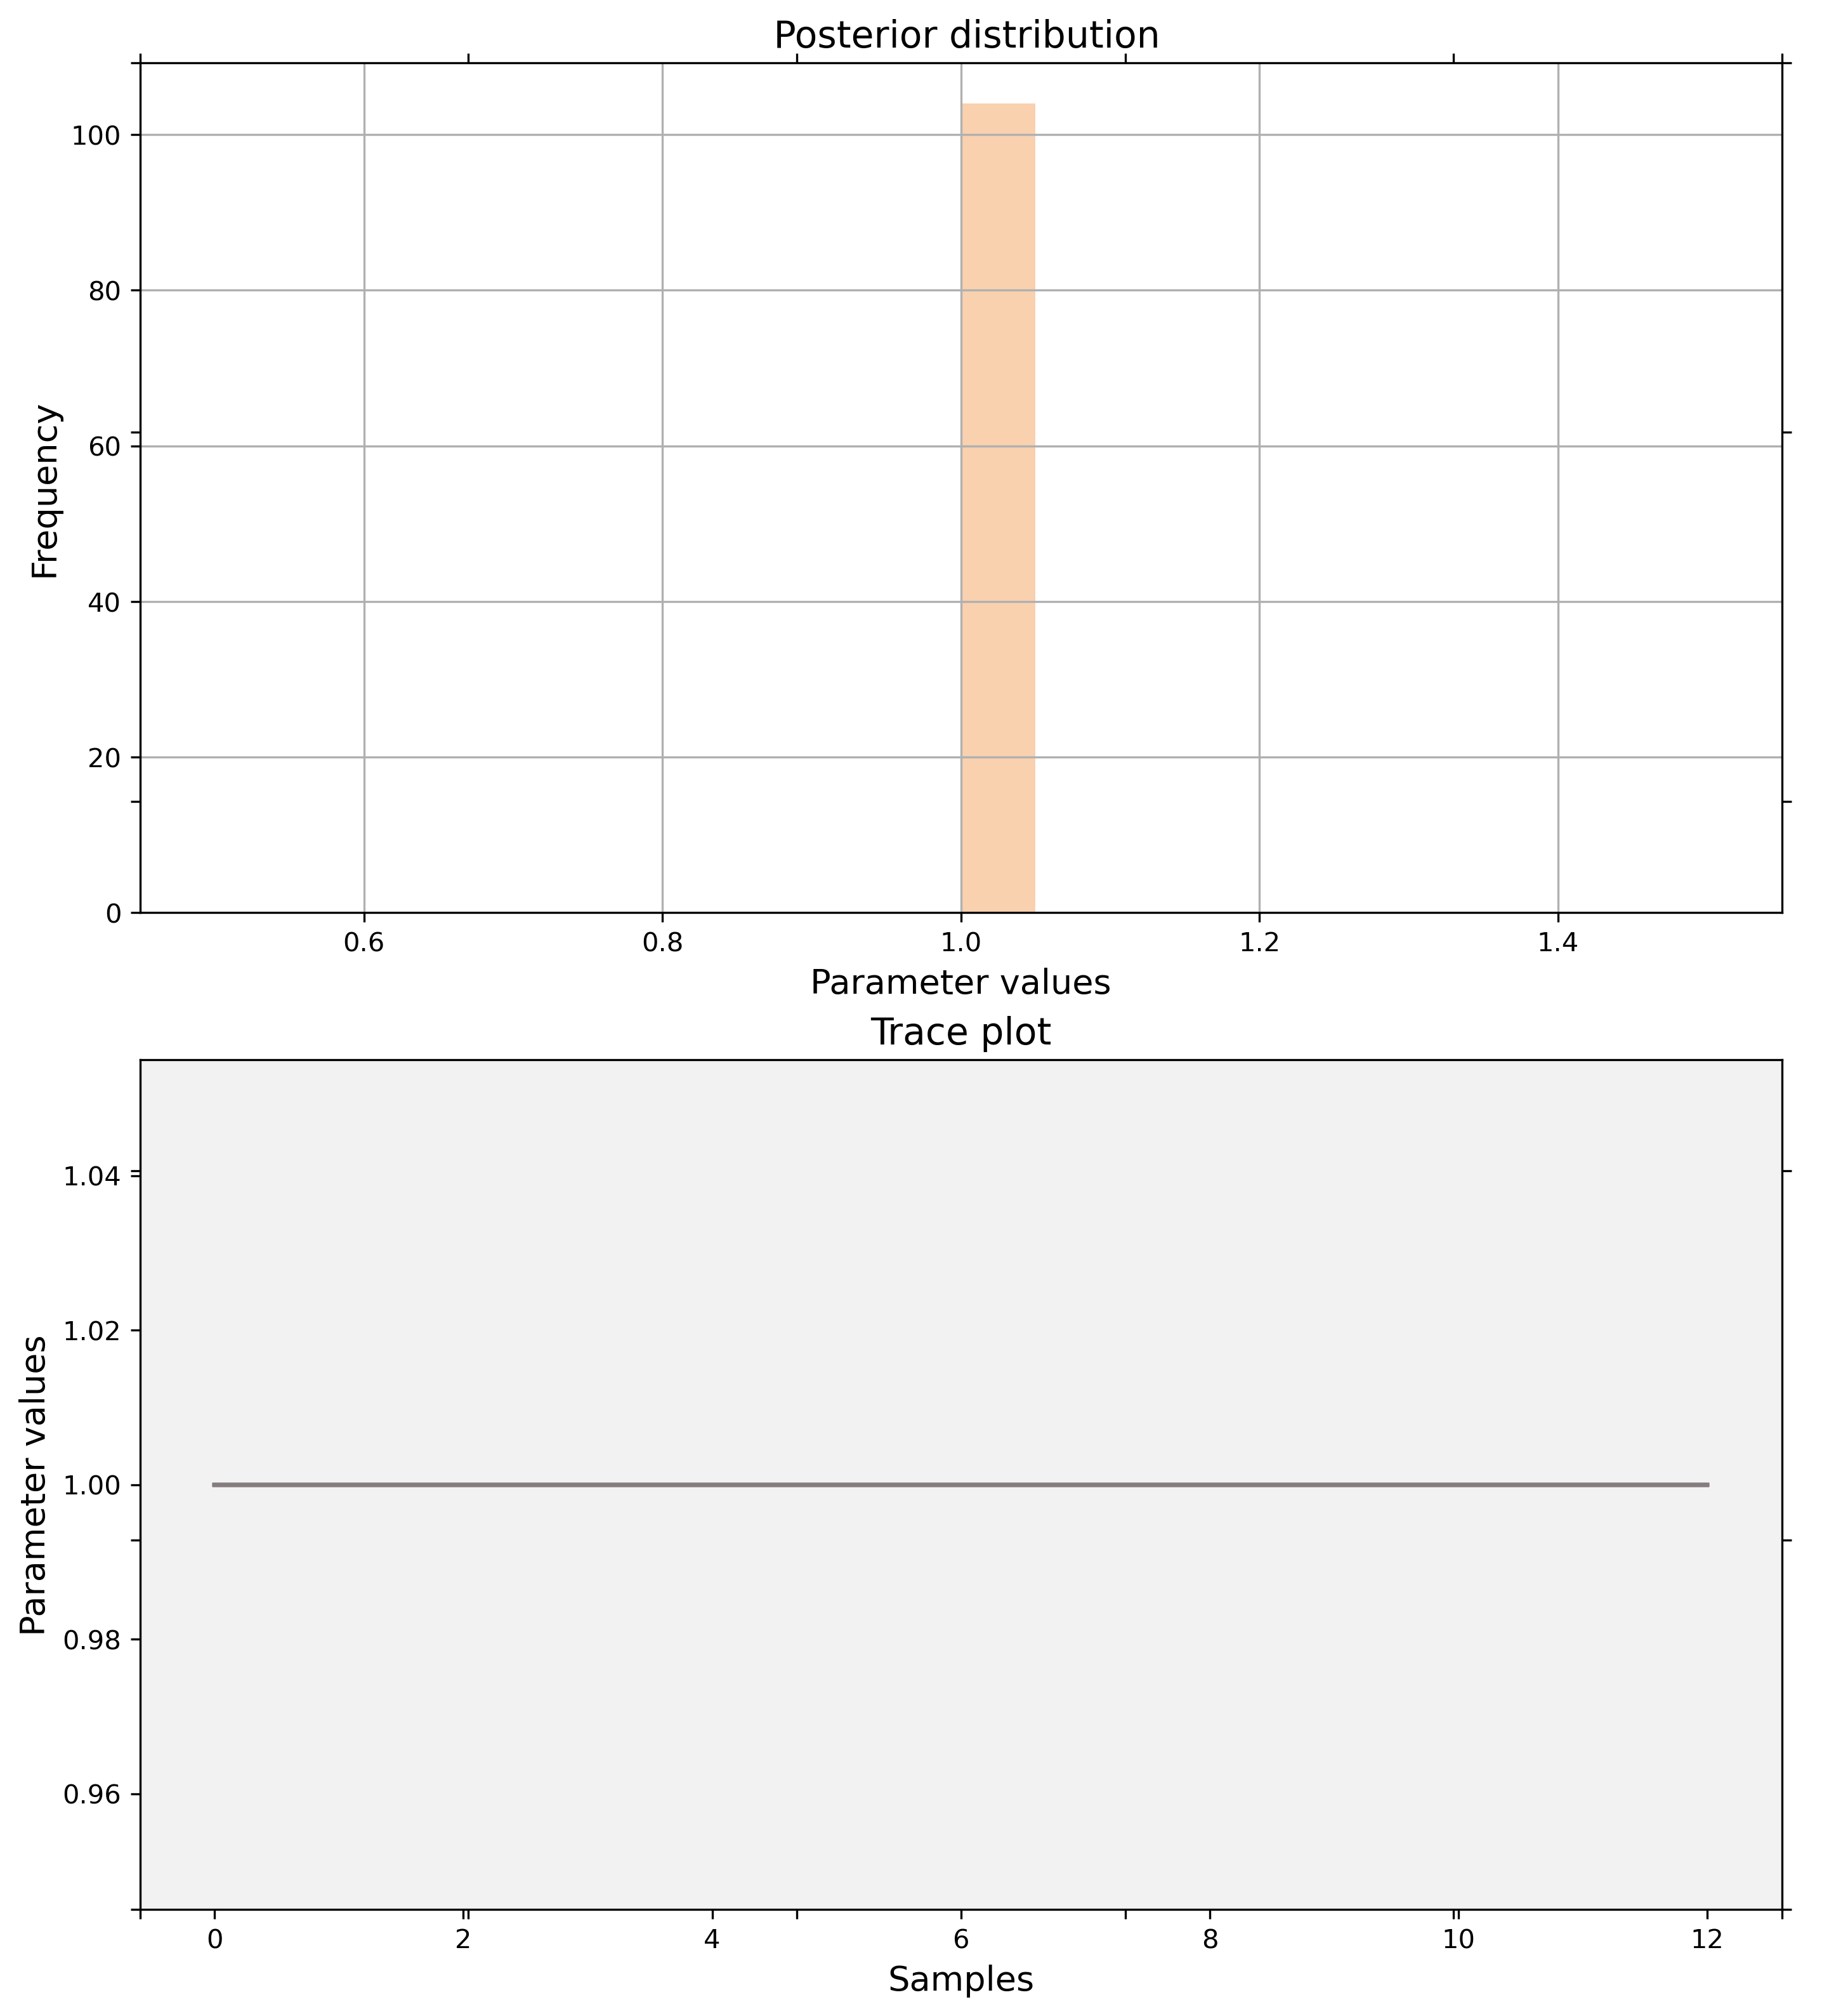 Posterior distribution
100
80
60
40
20
0
Frequency
0.6 0.8 1.0 1.2 1.4
Parameter values
Trace plot
1.04
1.02
1.00
0.98
0.96
Parameter values
0 2 4 6 8 10 12
Samples